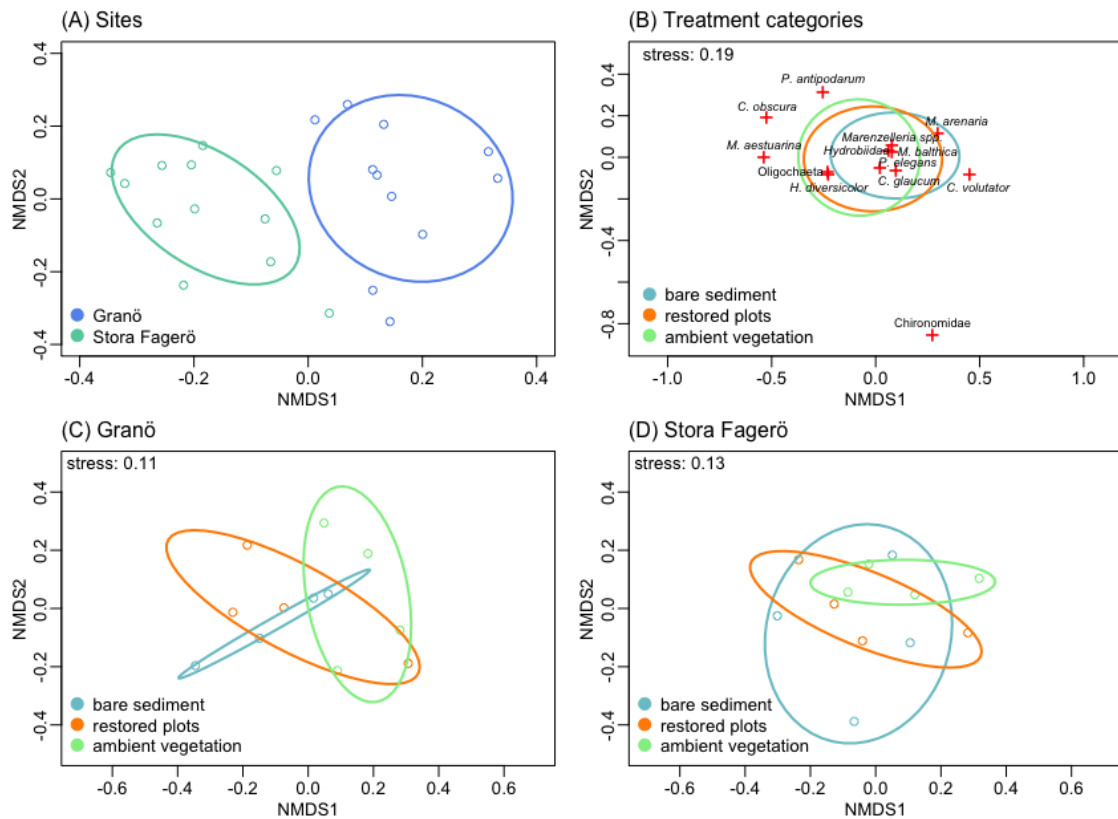 (A) Sites
NMDS2
0.4
0.2
0.0
-0.2
-0.4
Granö
Stora Fagerö
-0.4
-0.2
0.0
0.2
0.4
NMDS1
(B) Treatment categories
stress: 0.19
NMDS2
0.4
0.0
-0.4
-0.8
P. antipodarum
C. obscura
M. arenaria
Marenzelleria spp.
M. aestuarina
Hydrobiidae
M. balthica
P. elegans
Oligochaeta
C. glaucum
H. diversicolor
C. volutator
Chironomidae
bare sediment
restored plots
ambient vegetation
-1.0
-0.5
0.0
0.5
1.0
NMDS1
(C) Granö
stress: 0.11
NMDS2
0.4
0.2
0.0
-0.2
-0.4
bare sediment
restored plots
ambient vegetation
-0.6
-0.4
-0.2
0.0
0.2
0.4
0.6
NMDS1
(D) Stora Fagerö
stress: 0.13
NMDS2
0.4
0.2
0.0
-0.2
-0.4
bare sediment
restored plots
ambient vegetation
-0.6
-0.4
-0.2
0.0
0.2
0.4
0.6
NMDS1